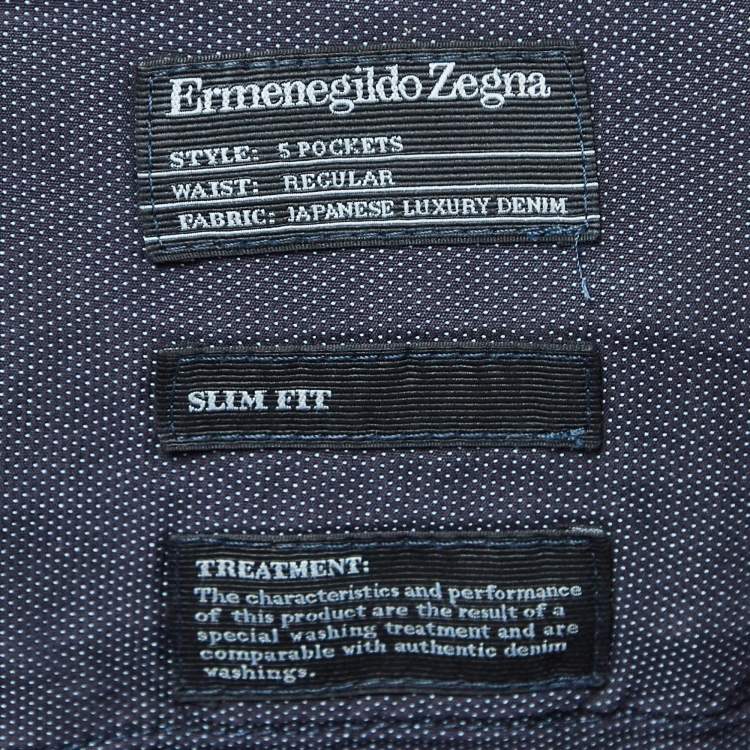 Ermenegildo Zegna
STYLE: 5 POCKETS
WAIST: REGULAR
FABRIC: JAPANESE LUXURY DENIM
SLIM FIT
TREATMENT:
The characteristics and performance
of this product are the result of a
special washing treatment and are
comparable with authentic denim
washings.